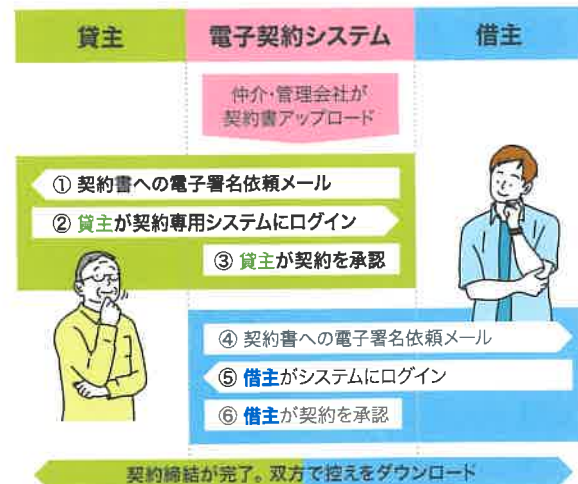 貸主
電子契約システム
借主
仲介・管理会社が
契約書アップロード
① 契約書への電子署名依頼メール
② 貸主が契約専用システムにログイン
③ 貸主が契約を承認
④ 契約書への電子署名依頼メール
⑤ 借主がシステムにログイン
⑥ 借主が契約を承認
契約締結が完了。双方で控えをダウンロード